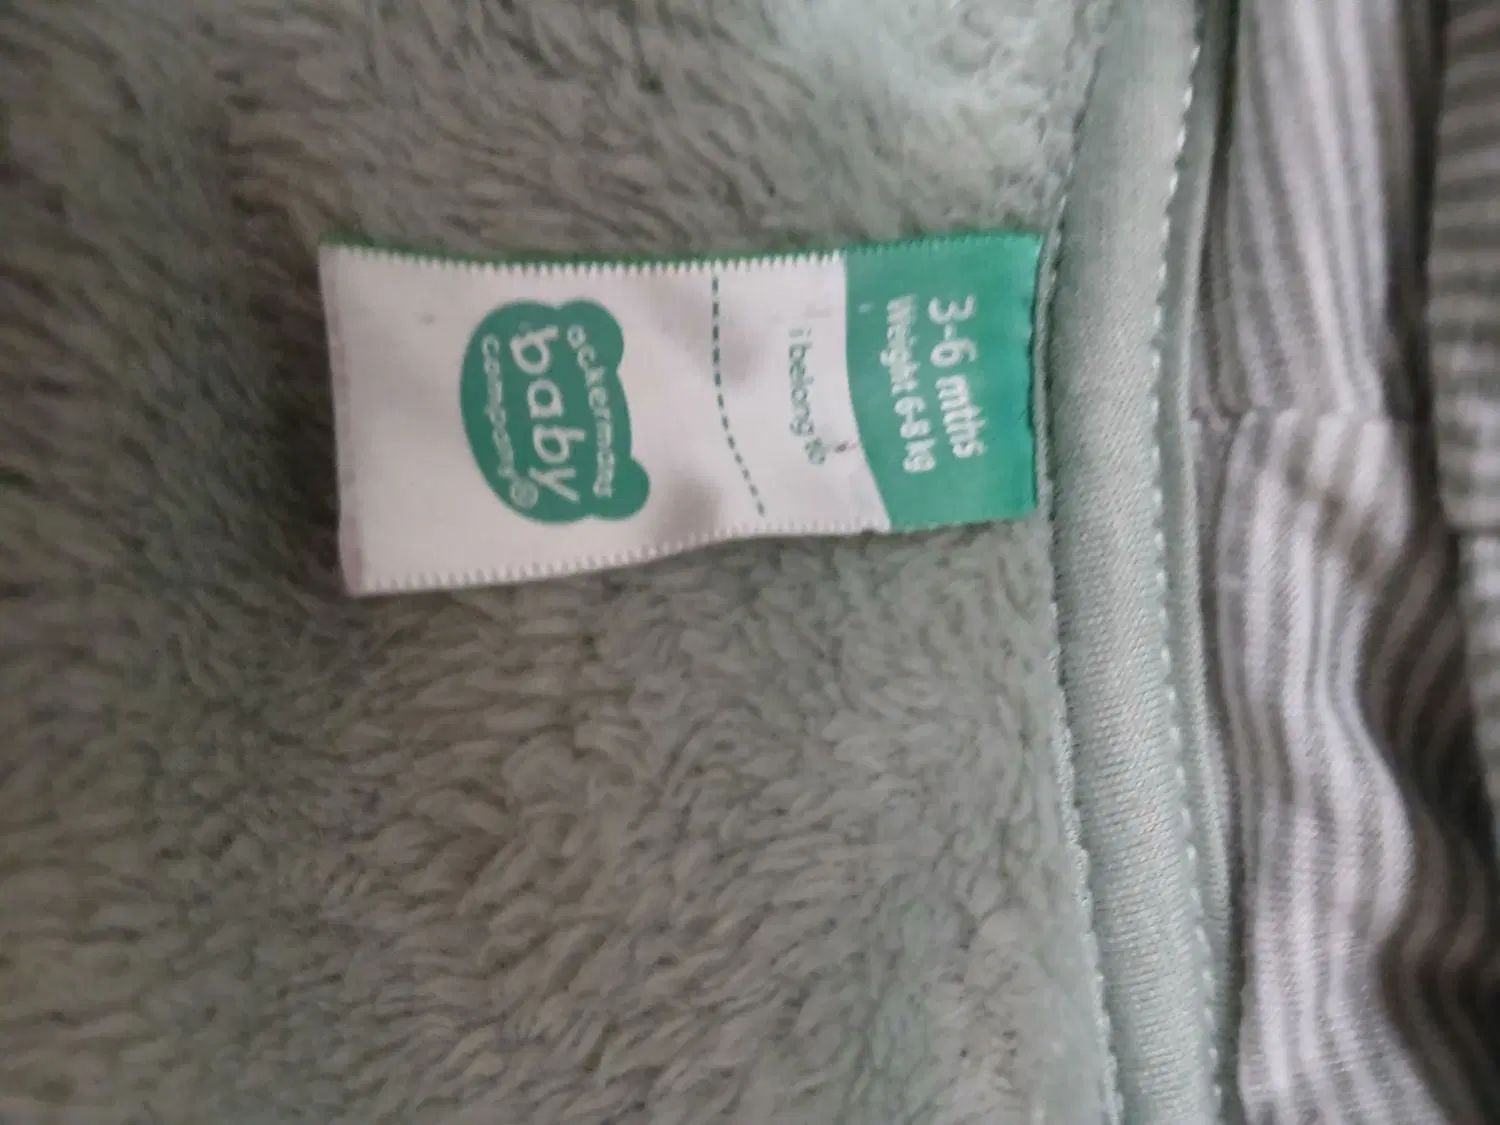 3-6 mths
Weight 6-8 kg
i belong to
ackermans
baby
company®